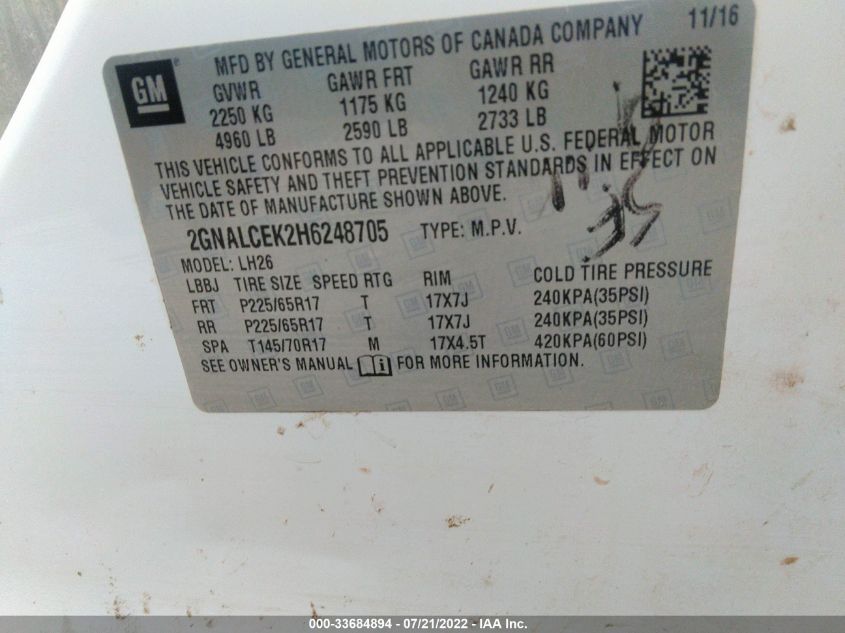 11/16
GM
MFD BY GENERAL MOTORS OF CANADA COMPANY
GVWR GAWR FRT GAWR RR
2250 KG 1175 KG 1240 KG
4960 LB 2590 LB 2733 LB
THIS VEHICLE CONFORMS TO ALL APPLICABLE U.S. FEDERAL MOTOR
VEHICLE SAFETY AND THEFT PREVENTION STANDARDS IN EFFECT ON
THE DATE OF MANUFACTURE SHOWN ABOVE.
2GNALCEK2H6248705 TYPE: M.P.V.
MODEL: LH26
LBBJ TIRE SIZE SPEED RTG RIM COLD TIRE PRESSURE
FRT P225/65R17 T 17X7J 240KPA(35PSI)
RR P225/65R17 T 17X7J 240KPA(35PSI)
SPA T145/70R17 M 17X4.5T 420KPA(60PSI)
SEE OWNER'S MANUAL FOR MORE INFORMATION.
000-33684894 - 07/21/2022 - IAA Inc.